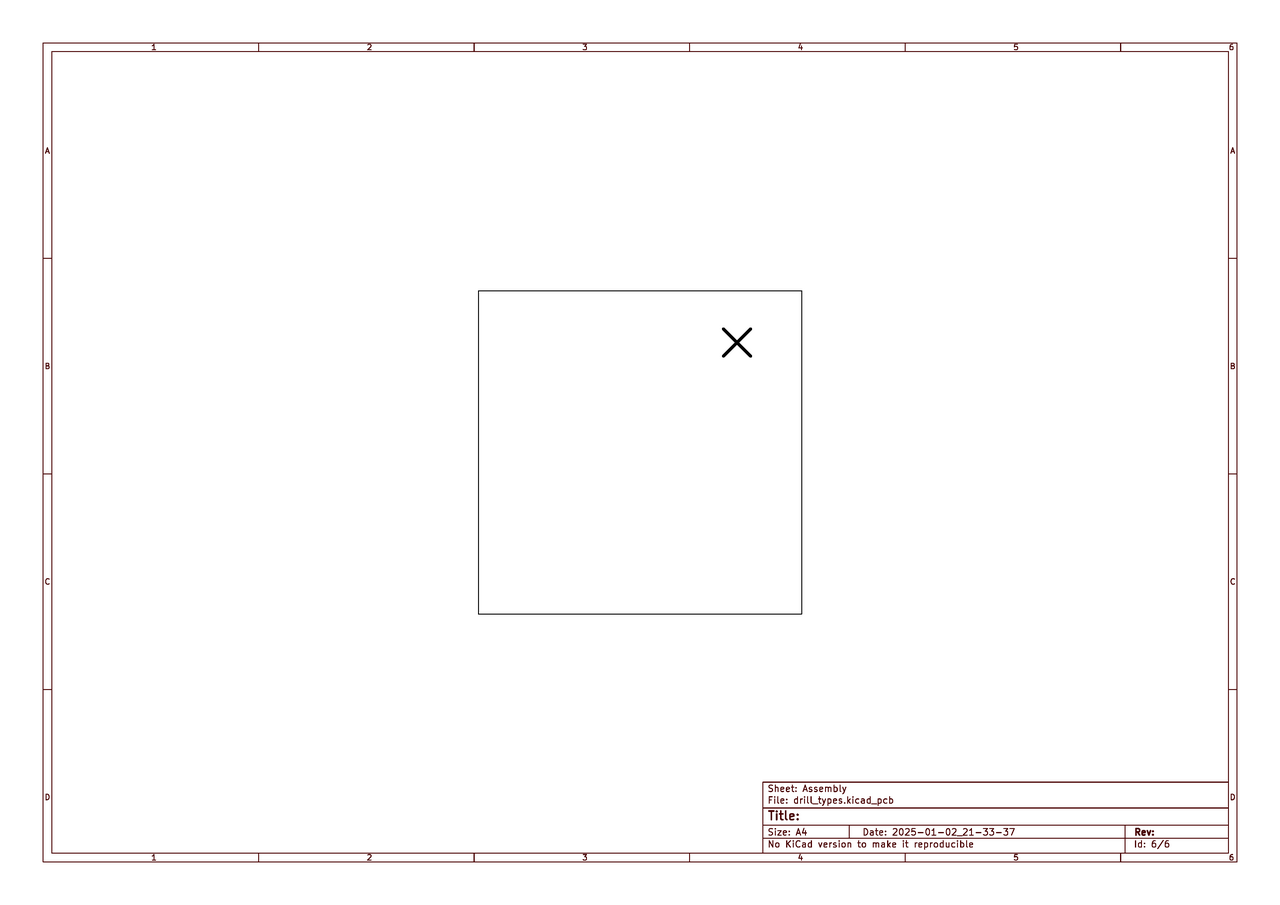 1 2 3 4 5 6
A A
B B
C C
D D
Sheet: Assembly
File: drill_types.kicad_pcb
Title:
Size: A4 Date: 2025-01-02_21-33-37 Rev:
No KiCad version to make it reproducible Id: 6/6
1 2 3 4 5 6